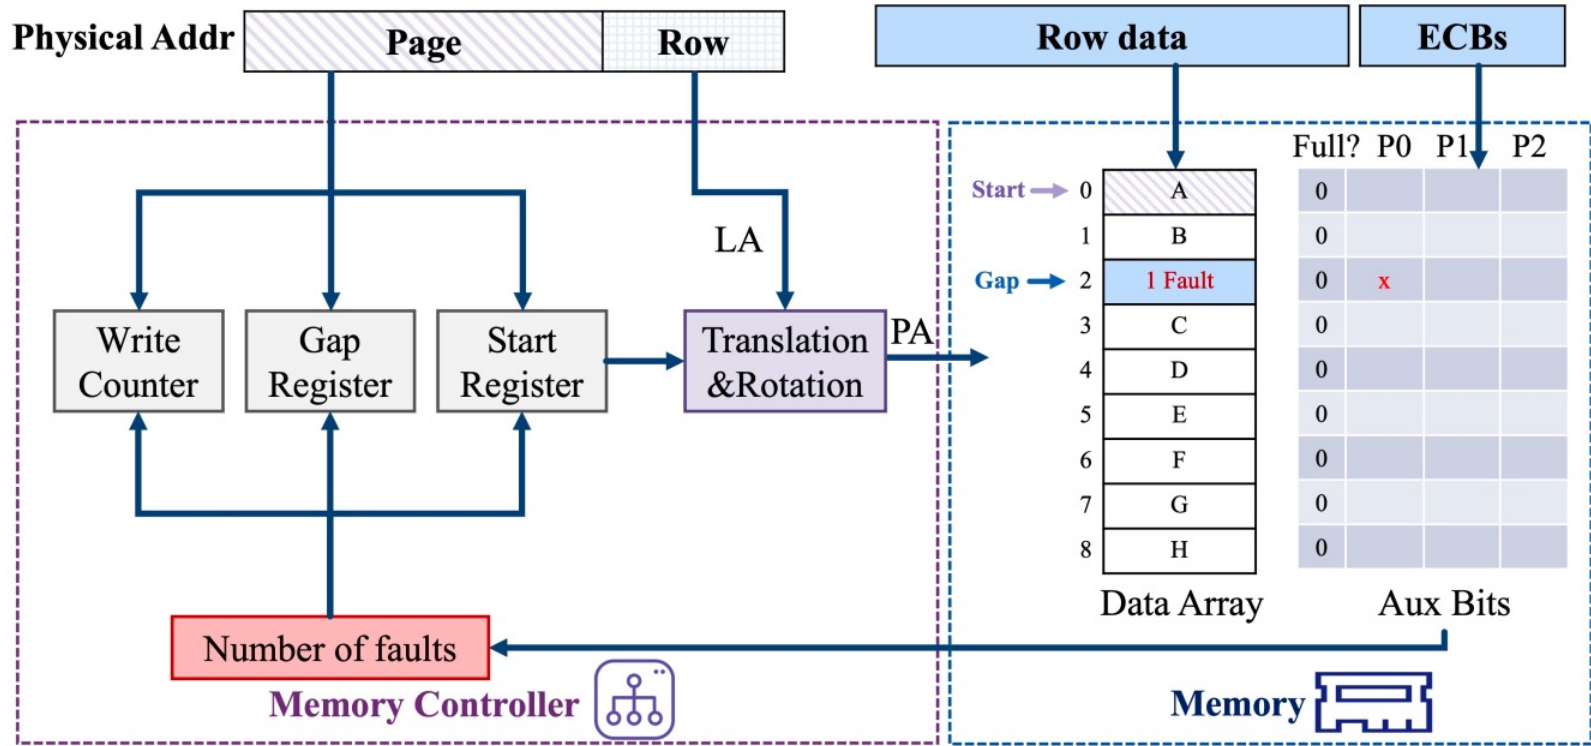 Physical Addr
Page
Row
Row data
ECBs
Full? P0 P1 P2
Start 0 A 0
1 B 0
Gap 2 1 Fault 0 x
3 C 0
4 D 0
5 E 0
6 F 0
7 G 0
8 H 0
Data Array
Aux Bits
LA
PA
Write
Counter
Gap
Register
Start
Register
Translation
&Rotation
Number of faults
Memory Controller
Memory